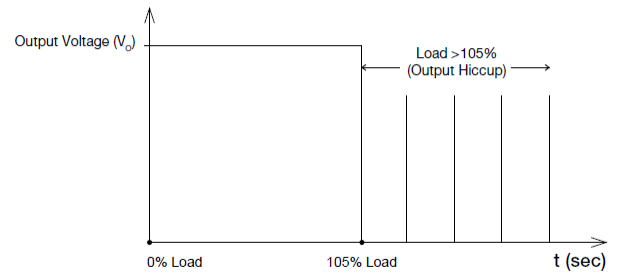 Output Voltage (Vo)
Load >105%
(Output Hiccup)
0% Load
105% Load
t (sec)